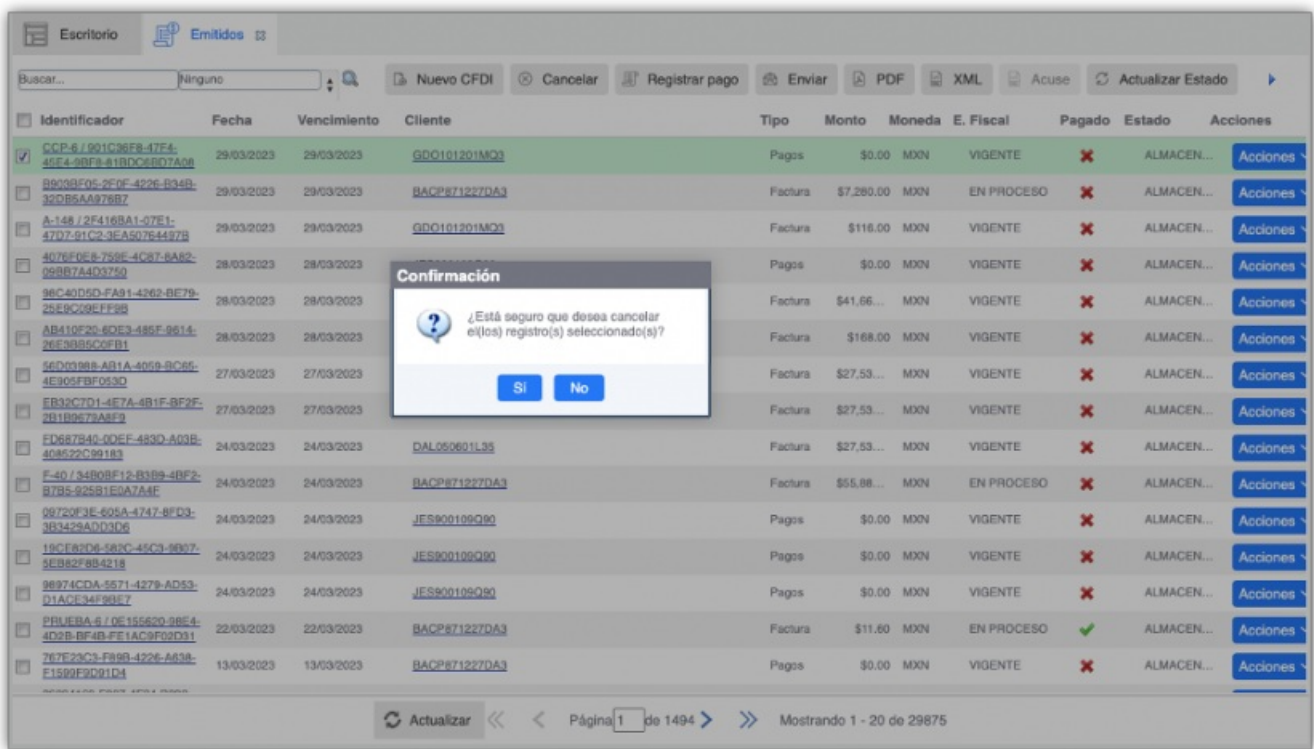 Escritorio Emitidos
Buscar... Ninguno Nuevo CFDI Cancelar Registrar pago Enviar PDF XML Acuse Actualizar Estado
Identificador Fecha Vencimiento Cliente Tipo Monto Moneda E. Fiscal Pagado Estado Acciones
CCP-6 / 901C36F8-47F4-
45E4-9BF8-81BDC6BD7A08 29/03/2023 29/03/2023 GDO101201MQ3 Pagos $0.00 MXN VIGENTE ALMACEN... Acciones
B903BF05-2F0F-4226-B34B-
32DB5AA976B7 29/03/2023 29/03/2023 BACP871227DA3 Factura $7,280.00 MXN EN PROCESO ALMACEN... Acciones
A-148 / 2F416BA1-07E1-
47D7-91C2-3EA50764497B 29/03/2023 29/03/2023 GDO101201MQ3 Factura $116.00 MXN VIGENTE ALMACEN... Acciones
4076F0E8-759E-4C87-8A82-
09BB7A4D3750 28/03/2023 28/03/2023 Pagos $0.00 MXN VIGENTE ALMACEN... Acciones
98C40D5D-FA91-4262-BE79-
25E9C09EFF9B 28/03/2023 28/03/2023 Factura $41,66... MXN VIGENTE ALMACEN... Acciones
AB410F20-6DE3-485F-9614-
26E3BB5C0FB1 28/03/2023 28/03/2023 Factura $168.00 MXN VIGENTE ALMACEN... Acciones
56D03988-AB1A-4059-BC65-
4E905FBF053D 27/03/2023 27/03/2023 Factura $27,53... MXN VIGENTE ALMACEN... Acciones
EB32C7D1-4E7A-4B1F-BF2F-
2B1B9679A8F9 27/03/2023 27/03/2023 Factura $27,53... MXN VIGENTE ALMACEN... Acciones
Confirmación
¿Está seguro que desea cancelar
el(los) registro(s) seleccionado(s)?
Sí No
FD687B40-0DEF-483D-A03B-
408522C99183 24/03/2023 24/03/2023 DAL050601L35 Factura $27,53... MXN VIGENTE ALMACEN... Acciones
F-40 / 34B0BF12-B3B9-4BF2-
B7B5-925B1E0A7A4F 24/03/2023 24/03/2023 BACP871227DA3 Factura $55,88... MXN EN PROCESO ALMACEN... Acciones
09720F3E-605A-4747-8FD3-
3B3429ADD3D6 24/03/2023 24/03/2023 JES900109Q90 Pagos $0.00 MXN VIGENTE ALMACEN... Acciones
19CE82D6-582C-45C3-9B07-
5EB82F8B4218 24/03/2023 24/03/2023 JES900109Q90 Pagos $0.00 MXN VIGENTE ALMACEN... Acciones
98974CDA-5571-4279-AD53-
D1ACE34F9BE7 24/03/2023 24/03/2023 JES900109Q90 Pagos $0.00 MXN VIGENTE ALMACEN... Acciones
PRUEBA-6 / 0E155620-98E4-
4D2B-BF4B-FE1AC9F02D31 22/03/2023 22/03/2023 BACP871227DA3 Factura $11.60 MXN EN PROCESO ALMACEN... Acciones
767E23C3-F89B-4226-A638-
F1599F9D91D4 13/03/2023 13/03/2023 BACP871227DA3 Pagos $0.00 MXN VIGENTE ALMACEN... Acciones
Actualizar Página 1 de 1494 Mostrando 1 - 20 de 29875